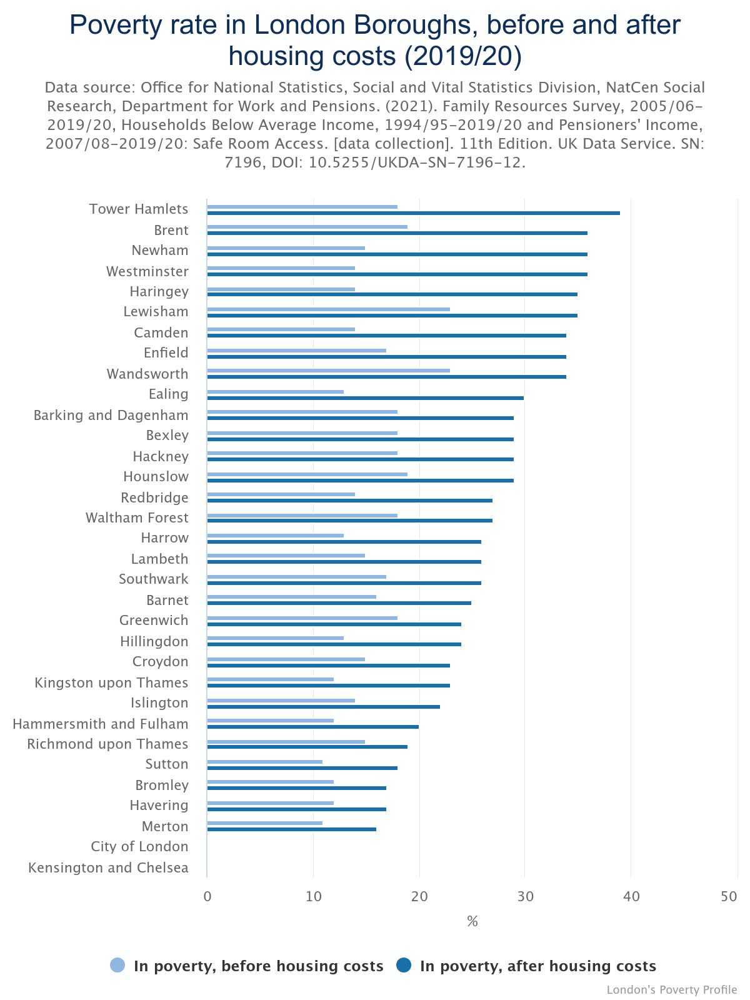 Poverty rate in London Boroughs, before and after
housing costs (2019/20)
Data source: Office for National Statistics, Social and Vital Statistics Division, NatCen Social
Research, Department for Work and Pensions. (2021). Family Resources Survey, 2005/06–
2019/20, Households Below Average Income, 1994/95–2019/20 and Pensioners' Income,
2007/08–2019/20: Safe Room Access. [data collection]. 11th Edition. UK Data Service. SN:
7196, DOI: 10.5255/UKDA-SN-7196-12.
Tower Hamlets
Brent
Newham
Westminster
Haringey
Lewisham
Camden
Enfield
Wandsworth
Ealing
Barking and Dagenham
Bexley
Hackney
Hounslow
Redbridge
Waltham Forest
Harrow
Lambeth
Southwark
Barnet
Greenwich
Hillingdon
Croydon
Kingston upon Thames
Islington
Hammersmith and Fulham
Richmond upon Thames
Sutton
Bromley
Havering
Merton
City of London
Kensington and Chelsea
0 10 20 30 40 50
%
In poverty, before housing costs In poverty, after housing costs
London's Poverty Profile